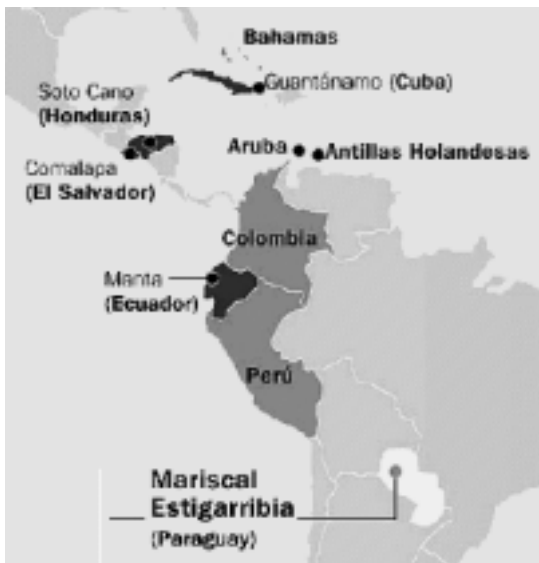 Bahamas
Guantánamo (Cuba)
Soto Cano
(Honduras)
Aruba
Antillas Holandesas
Comalapa
(El Salvador)
Colombia
Manta
(Ecuador)
Perú
Mariscal
Estigarribia
(Paraguay)